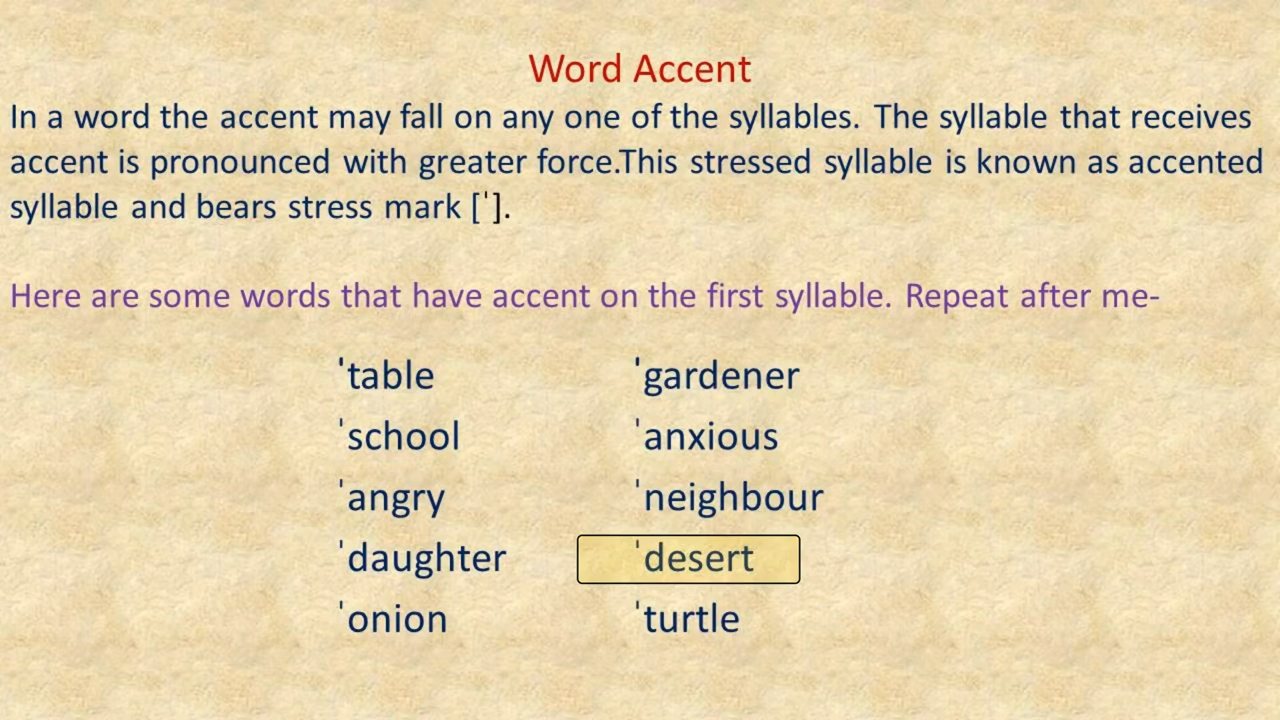 Word Accent
In a word the accent may fall on any one of the syllables. The syllable that receives
accent is pronounced with greater force.This stressed syllable is known as accented
syllable and bears stress mark [ˈ].
Here are some words that have accent on the first syllable. Repeat after me-
ˈtable ˈgardener
ˈschool ˈanxious
ˈangry ˈneighbour
ˈdaughter ˈdesert
ˈonion ˈturtle